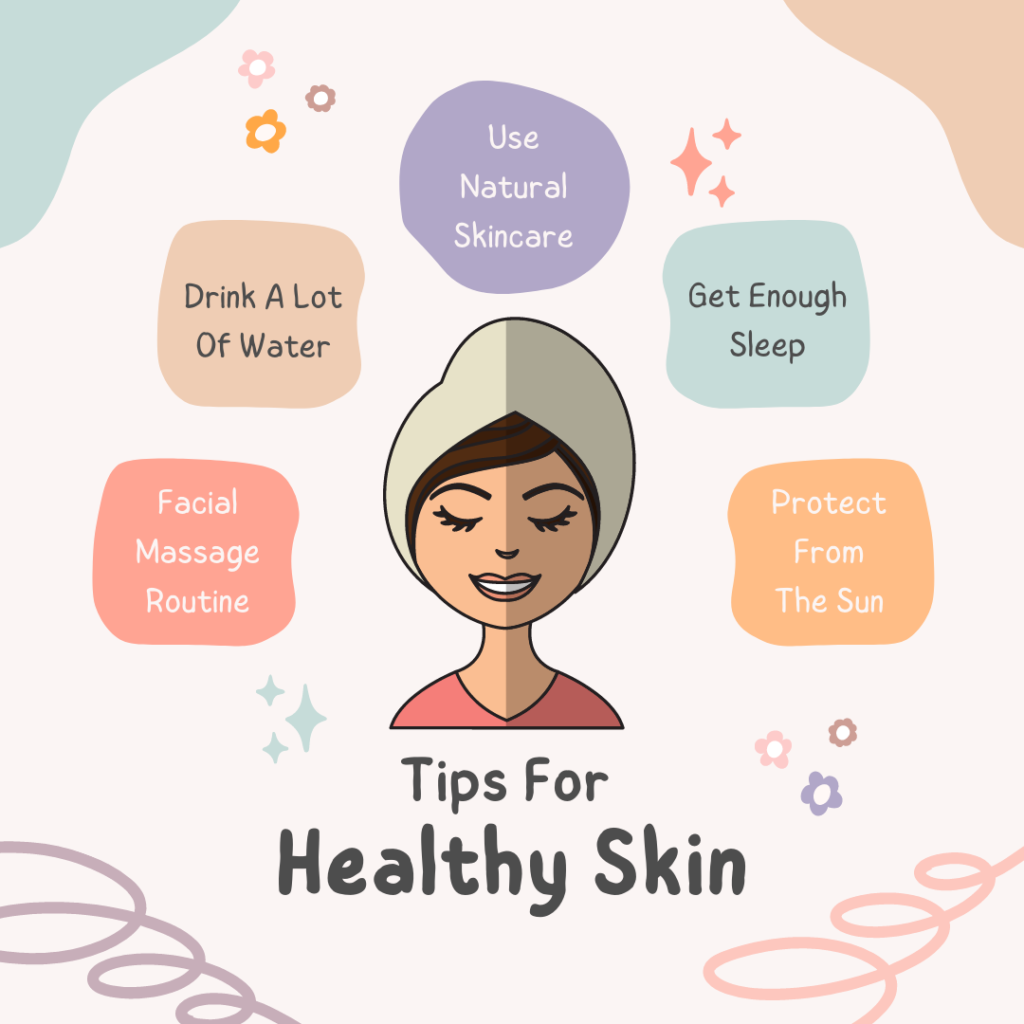 Use
Natural
Skincare
Drink A Lot
Of Water
Get Enough
Sleep
Facial
Massage
Routine
Protect
From
The Sun
Tips For
Healthy Skin